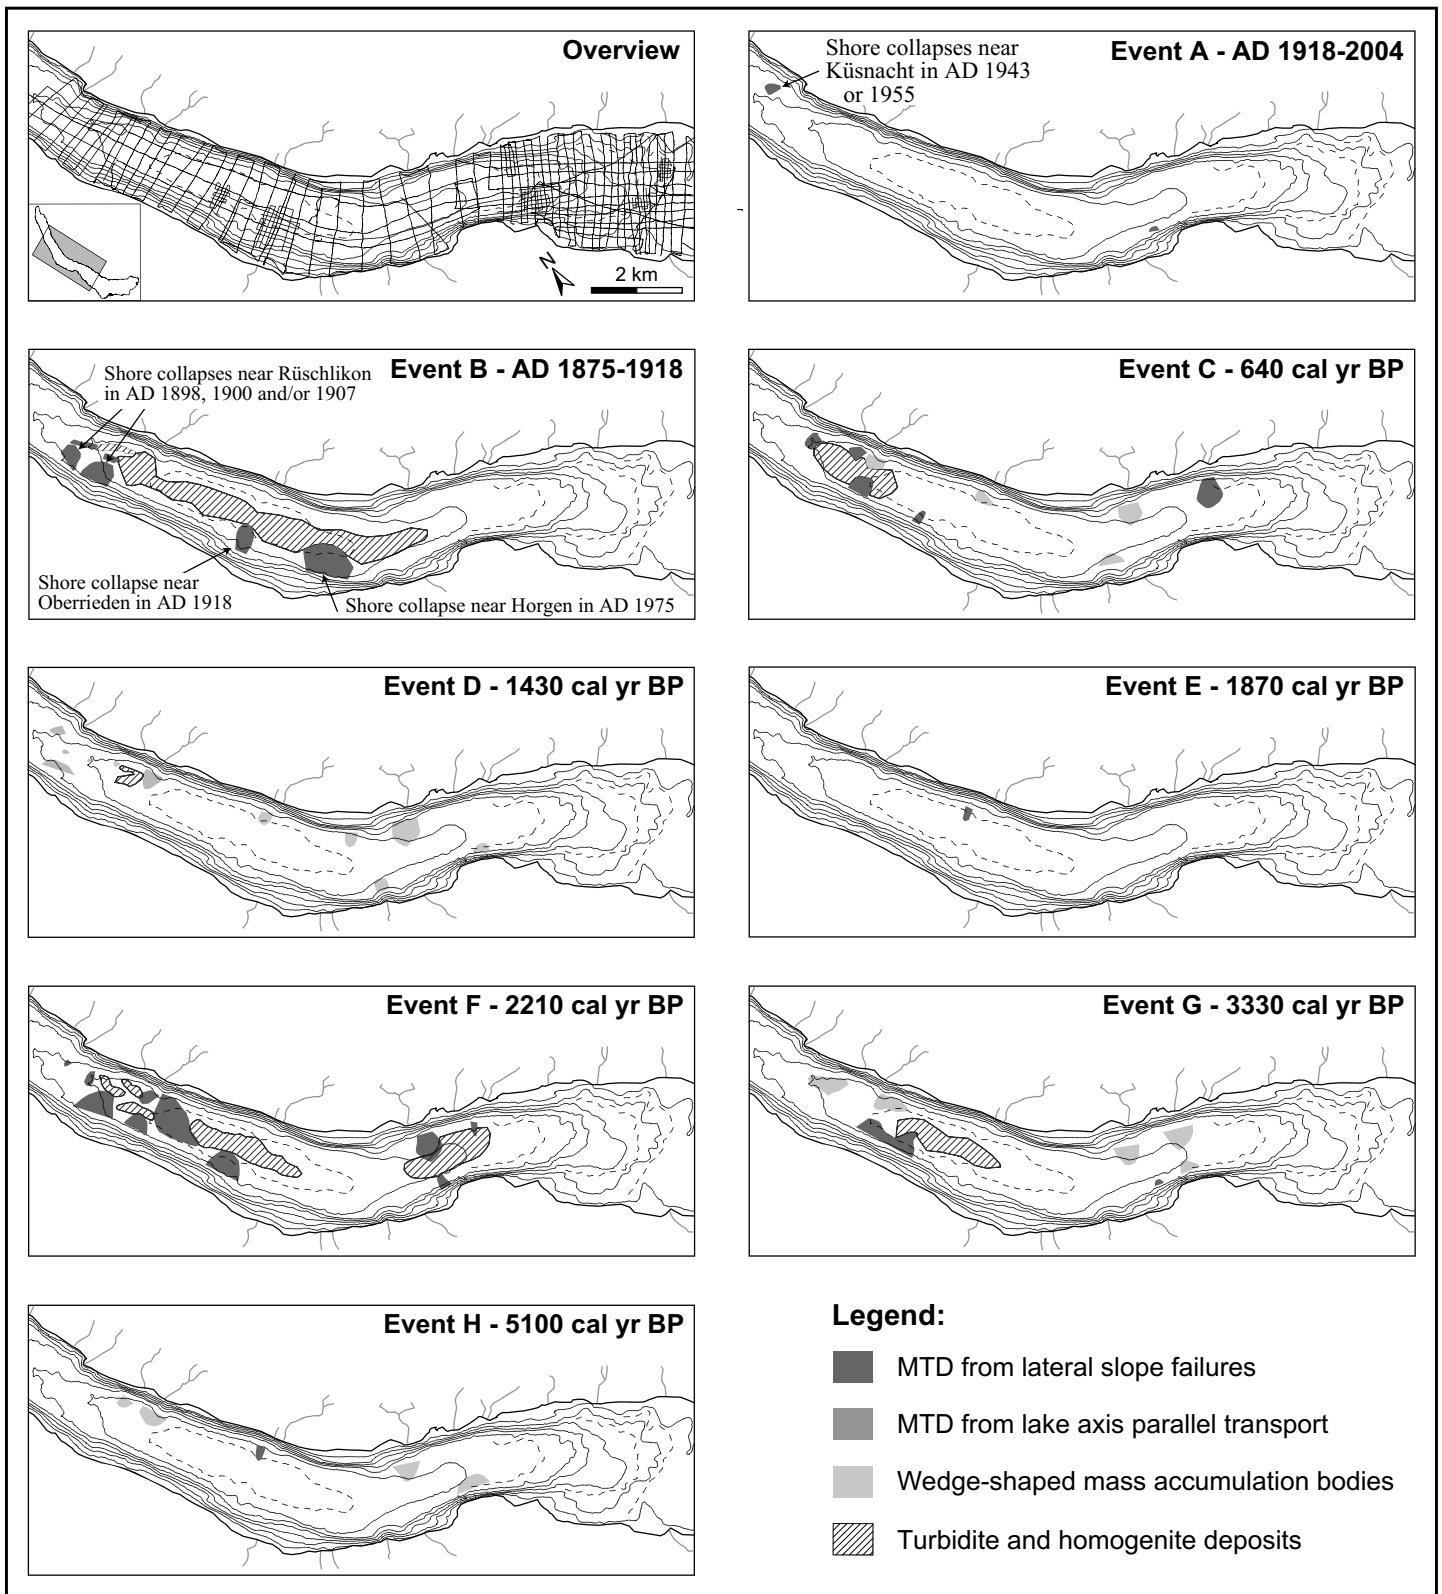 Overview
N
2 km
Event A - AD 1918-2004
Shore collapses near
Küsnacht in AD 1943
or 1955
Event B - AD 1875-1918
Shore collapses near Rüschlikon
in AD 1898, 1900 and/or 1907
Shore collapse near
Oberrieden in AD 1918
Shore collapse near Horgen in AD 1975
Event C - 640 cal yr BP
Event D - 1430 cal yr BP
Event E - 1870 cal yr BP
Event F - 2210 cal yr BP
Event G - 3330 cal yr BP
Event H - 5100 cal yr BP
Legend:
MTD from lateral slope failures
MTD from lake axis parallel transport
Wedge-shaped mass accumulation bodies
Turbidite and homogenite deposits